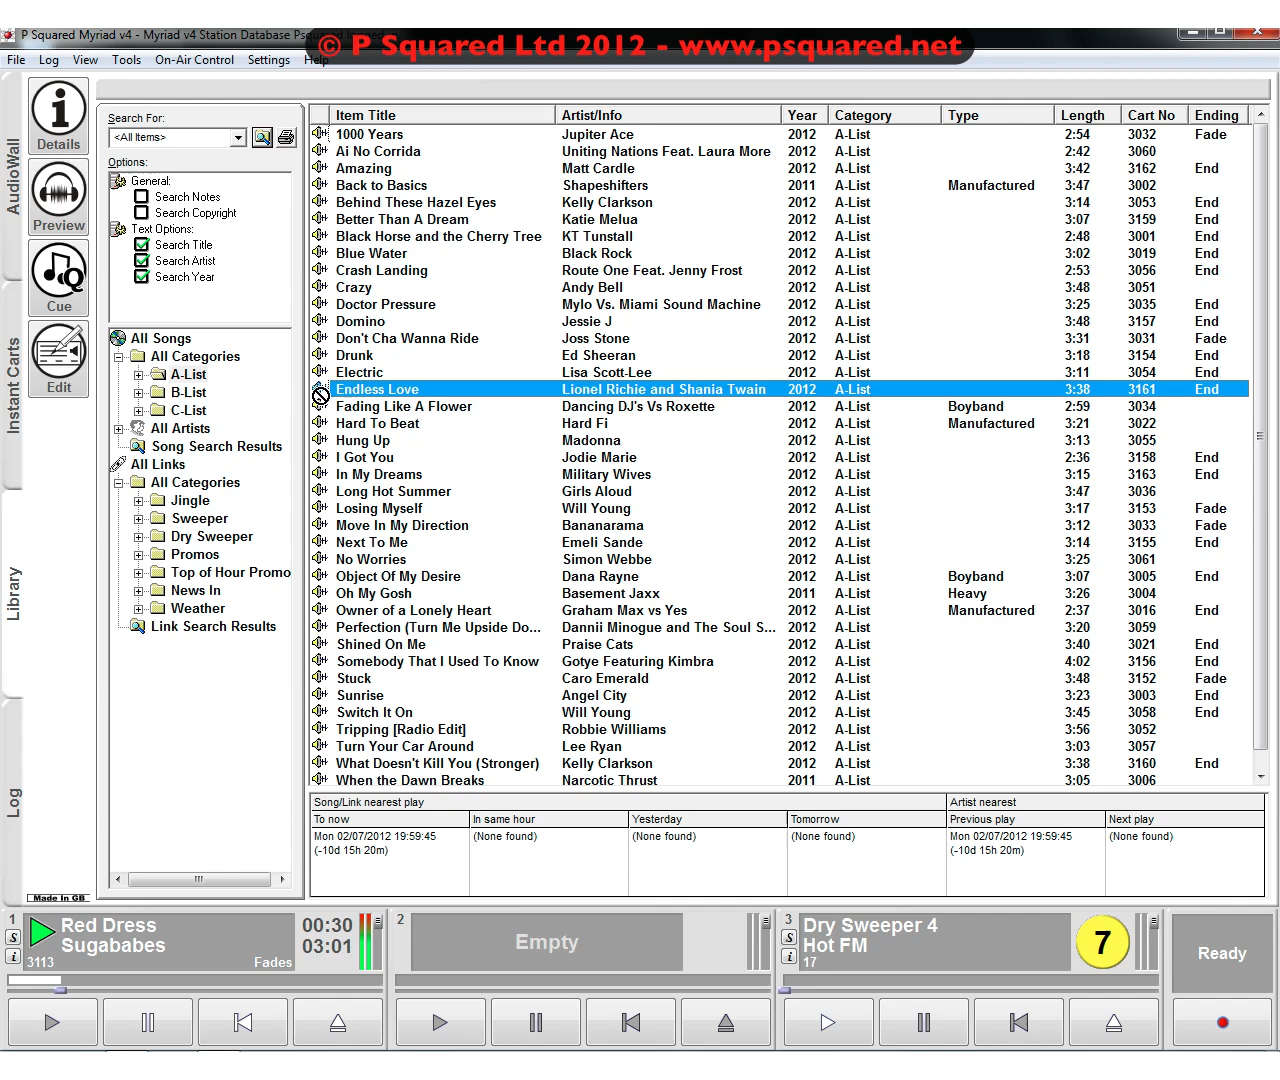 P Squared Myriad v4 - Myriad v4 Station Database Psquared
© P Squared Ltd 2012 - www.psquared.net
File Log View Tools On-Air Control Settings Help
AudioWall
Instant Carts
Library
Log
Details
Preview
Cue
Edit
Made In GB
Search For:
<All Items>
Options:
General:
Search Notes
Search Copyright
Text Options:
Search Title
Search Artist
Search Year
All Songs
All Categories
A-List
B-List
C-List
All Artists
Song Search Results
All Links
All Categories
Jingle
Sweeper
Dry Sweeper
Promos
Top of Hour Promo
News In
Weather
Link Search Results
Item Title Artist/Info Year Category Type Length Cart No Ending
1000 Years Jupiter Ace 2012 A-List 2:54 3032 Fade
Ai No Corrida Uniting Nations Feat. Laura More 2012 A-List 2:42 3060
Amazing Matt Cardle 2012 A-List 3:42 3162 End
Back to Basics Shapeshifters 2011 A-List Manufactured 3:47 3002
Behind These Hazel Eyes Kelly Clarkson 2012 A-List 3:14 3053 End
Better Than A Dream Katie Melua 2012 A-List 3:07 3159 End
Black Horse and the Cherry Tree KT Tunstall 2012 A-List 2:48 3001 End
Blue Water Black Rock 2012 A-List 3:02 3019 End
Crash Landing Route One Feat. Jenny Frost 2012 A-List 2:53 3056 End
Crazy Andy Bell 2012 A-List 3:48 3051
Doctor Pressure Mylo Vs. Miami Sound Machine 2012 A-List 3:25 3035 End
Domino Jessie J 2012 A-List 3:48 3157 End
Don't Cha Wanna Ride Joss Stone 2012 A-List 3:31 3031 Fade
Drunk Ed Sheeran 2012 A-List 3:18 3154 End
Electric Lisa Scott-Lee 2012 A-List 3:11 3054 End
Endless Love Lionel Richie and Shania Twain 2012 A-List 3:38 3161 End
Fading Like A Flower Dancing DJ's Vs Roxette 2012 A-List Boyband 2:59 3034
Hard To Beat Hard Fi 2012 A-List Manufactured 3:21 3022
Hung Up Madonna 2012 A-List 3:13 3055
I Got You Jodie Marie 2012 A-List 2:36 3158 End
In My Dreams Military Wives 2012 A-List 3:15 3163 End
Long Hot Summer Girls Aloud 2012 A-List 3:47 3036
Losing Myself Will Young 2012 A-List 3:17 3153 Fade
Move In My Direction Bananarama 2012 A-List 3:12 3033 Fade
Next To Me Emeli Sande 2012 A-List 3:14 3155 End
No Worries Simon Webbe 2012 A-List 3:25 3061
Object Of My Desire Dana Rayne 2012 A-List Boyband 3:07 3005 End
Oh My Gosh Basement Jaxx 2012 A-List Heavy 3:26 3004
Owner of a Lonely Heart Graham Max vs Yes 2012 A-List Manufactured 2:37 3016 End
Perfection (Turn Me Upside Do... Dannii Minogue and The Soul S... 2012 A-List 3:20 3059
Shined On Me Praise Cats 2012 A-List 3:40 3021 End
Somebody That I Used To Know Gotye Featuring Kimbra 2012 A-List 4:02 3156 End
Stuck Caro Emerald 2012 A-List 3:48 3152 Fade
Sunrise Angel City 2012 A-List 3:23 3003 End
Switch It On Will Young 2012 A-List 3:45 3058 End
Tripping [Radio Edit] Robbie Williams 2012 A-List 3:56 3052
Turn Your Car Around Lee Ryan 2012 A-List 3:03 3057
What Doesn't Kill You (Stronger) Kelly Clarkson 2012 A-List 3:38 3160 End
When the Dawn Breaks Narcotic Thrust 2011 A-List 3:05 3006
Song/Link nearest play Artist nearest
To now In same hour Yesterday Tomorrow Previous play Next play
Mon 02/07/2012 19:59:45 (None found) (None found) (None found) Mon 02/07/2012 19:59:45 (None found)
(-10d 15h 20m) (-10d 15h 20m)
1 Red Dress 00:30
S Sugababes 03:01
i 3113 Fades
2 Empty
3 Dry Sweeper 4
S Hot FM 7
i 17
Ready